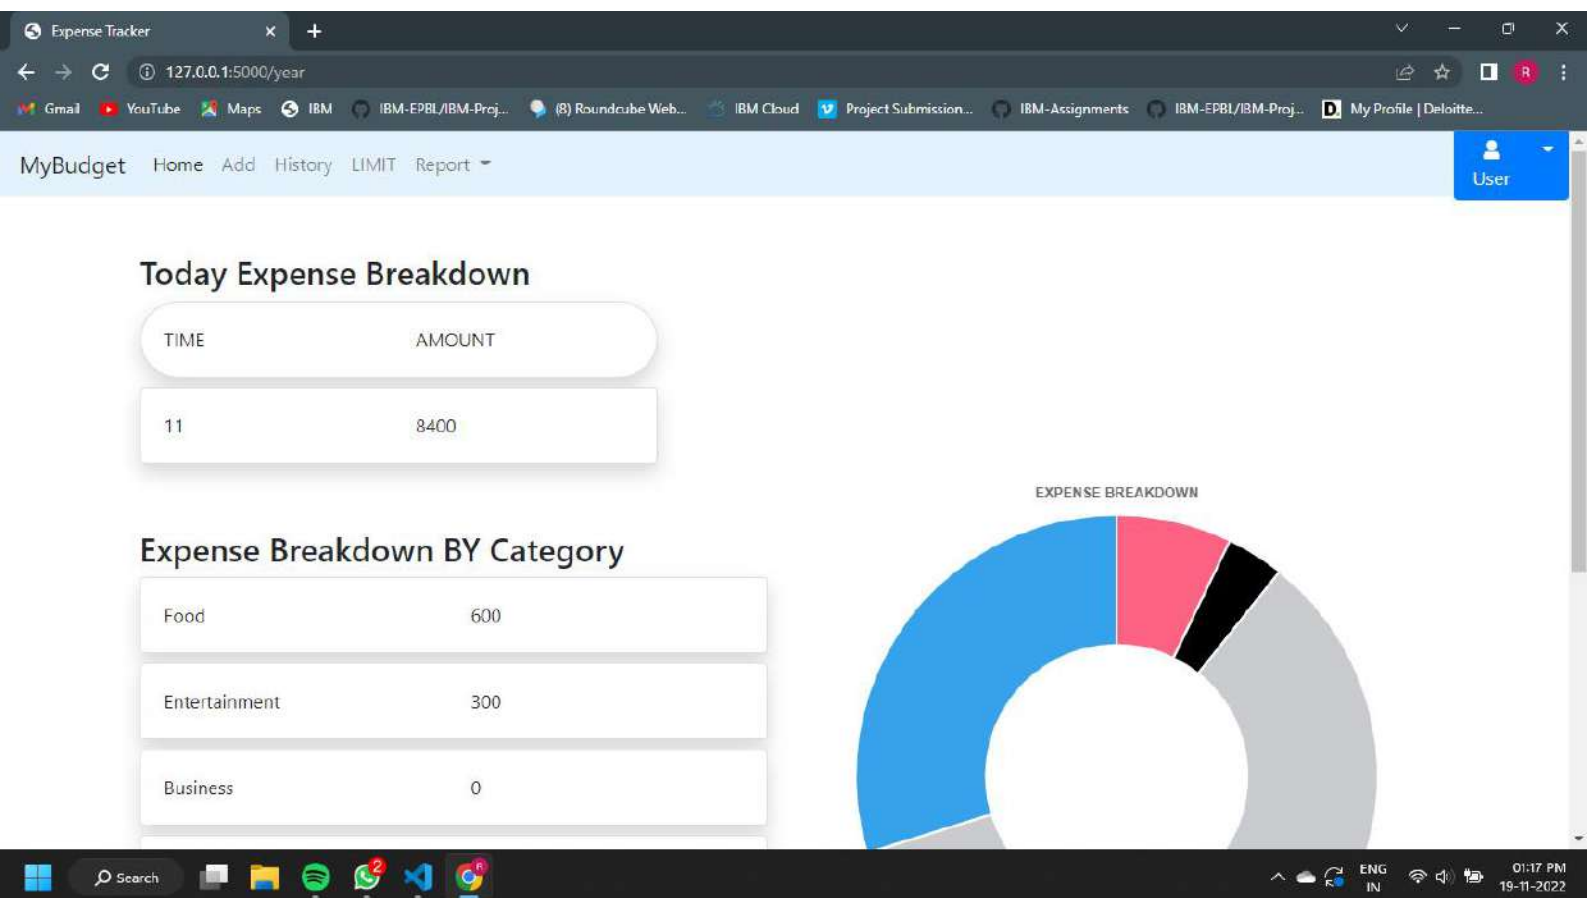 Expense Tracker
127.0.0.1:5000/year
Gmail YouTube Maps IBM IBM-EPBL/IBM-Proj... (8) Roundcube Web... IBM Cloud Project Submission... IBM-Assignments IBM-EPBL/IBM-Proj... D. My Profile | Deloitte...
MyBudget Home Add History LIMIT Report
User
Today Expense Breakdown
TIME AMOUNT
11 8400
EXPENSE BREAKDOWN
Expense Breakdown BY Category
Food 600
Entertainment 300
Business 0
Search
2
R
ENG
IN
01:17 PM
19-11-2022